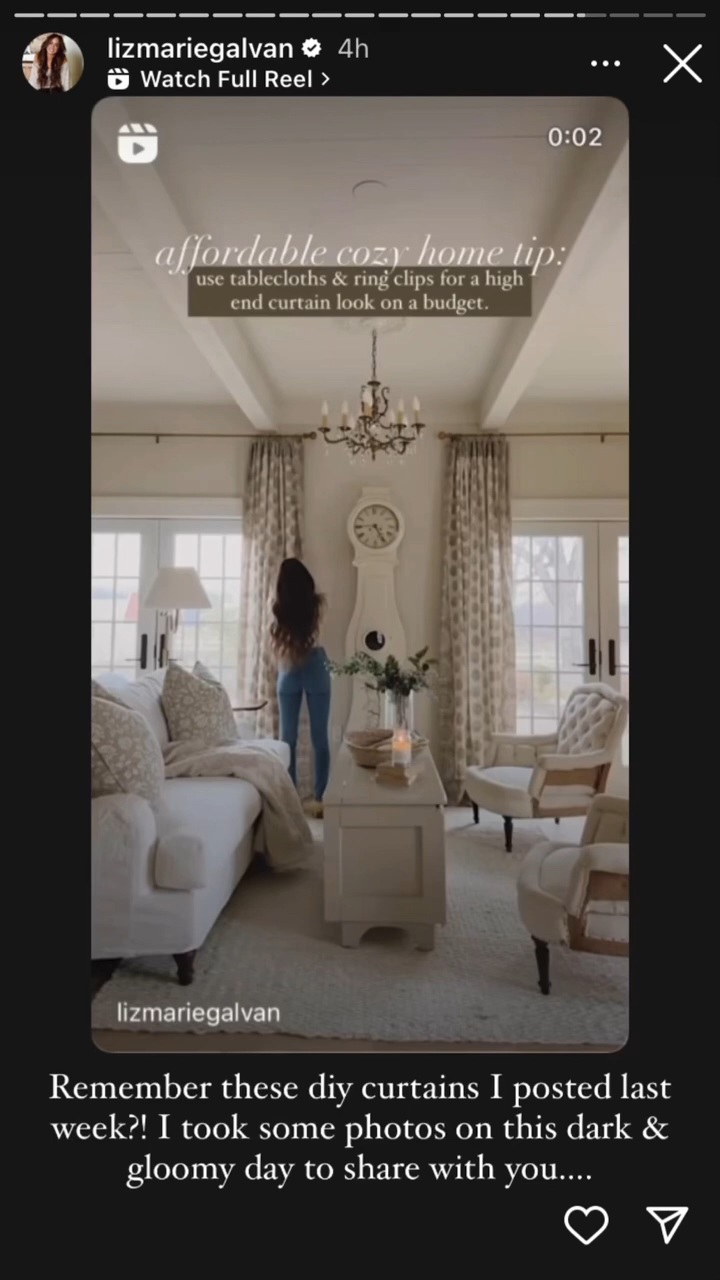 lizmariegalvan 4h
Watch Full Reel >
0:02
affordable cozy home tip:
use tablecloths & ring clips for a high
end curtain look on a budget.
lizmariegalvan
Remember these diy curtains I posted last
week?! I took some photos on this dark &
gloomy day to share with you....